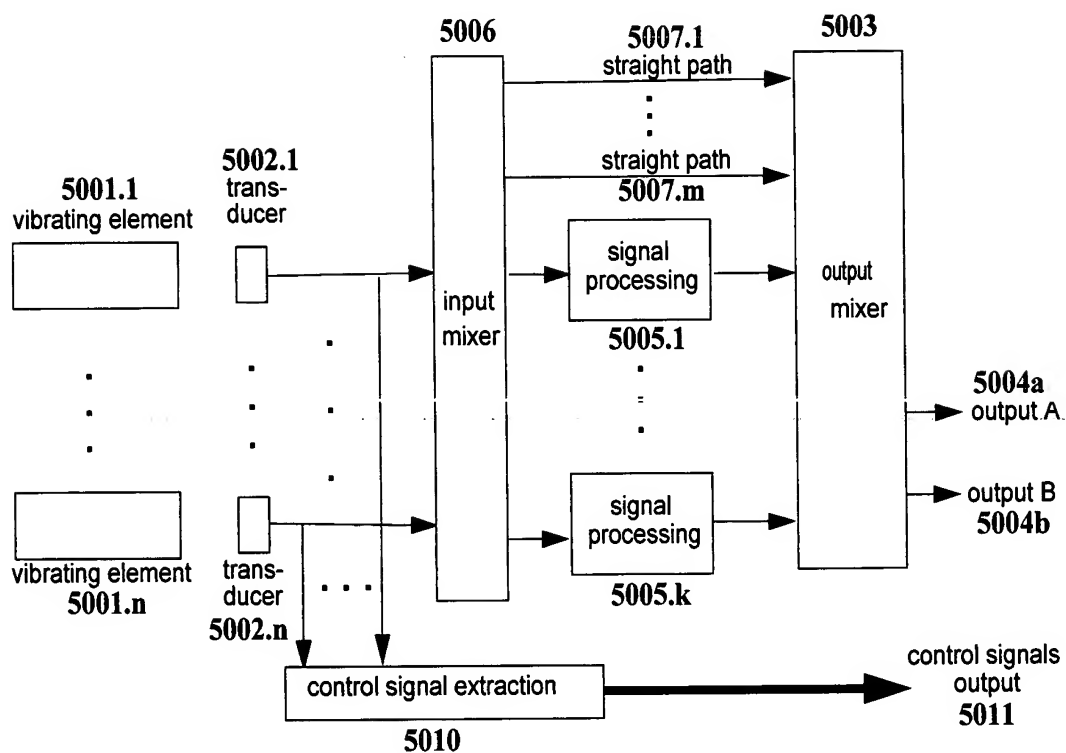 5006
5007.1
5003
straight path
5002.1
trans-
ducer
straight path
5007.m
5001.1
vibrating element
signal
processing
output
mixer
input
mixer
5005.1
5004a
output A
signal
processing
output B
5004b
vibrating element
5001.n
trans-
ducer
5002.n
5005.k
control signal extraction
5010
control signals
output
5011